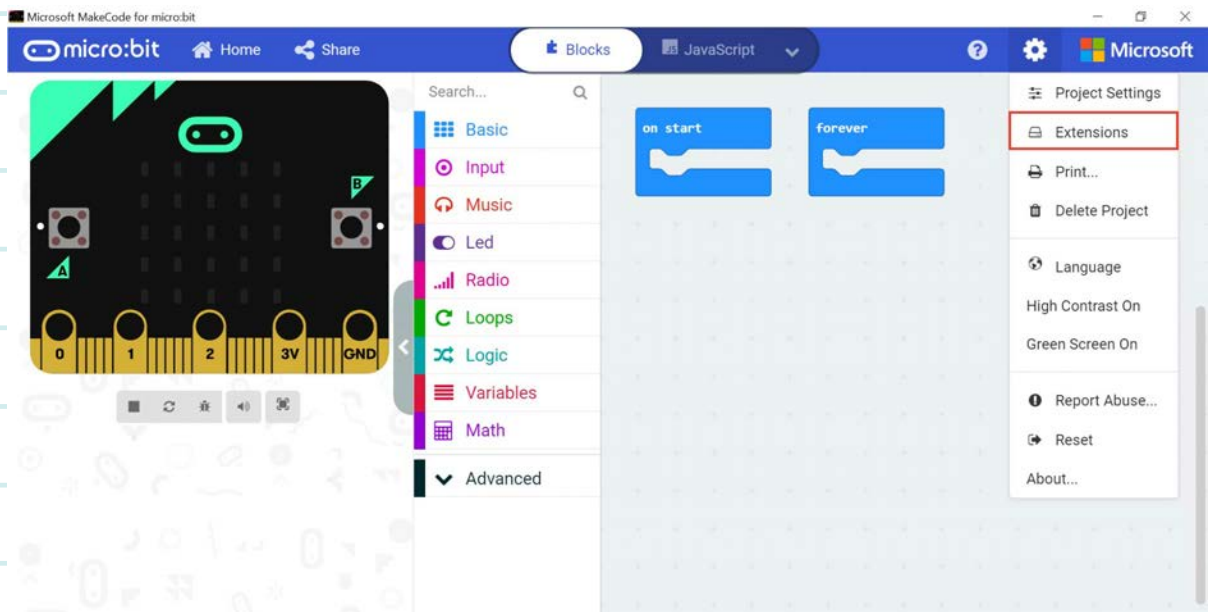 Microsoft MakeCode for micro:bit
micro:bit Home Share Blocks JS JavaScript ? Microsoft
Search...
Basic
Input
Music
Led
Radio
Loops
Logic
Variables
Math
Advanced
A
B
0 1 2 3V GND
on start
forever
Project Settings
Extensions
Print...
Delete Project
Language
High Contrast On
Green Screen On
Report Abuse...
Reset
About...